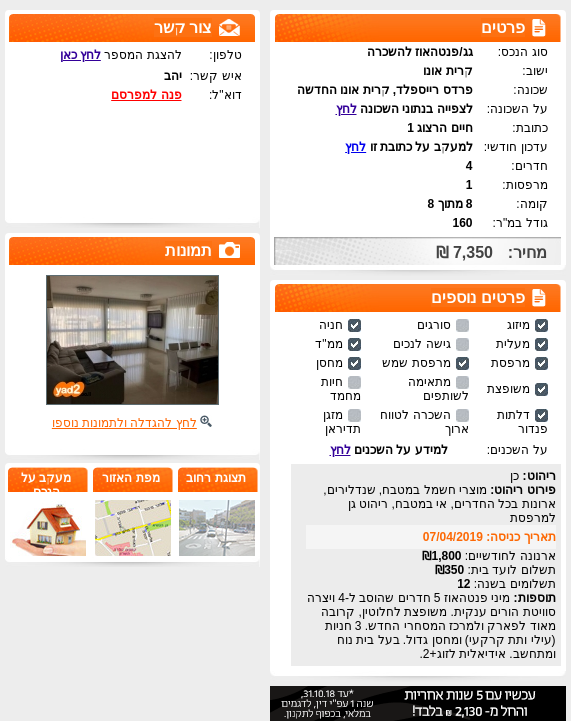 פרטים
סוג הנכס: גג/פנטהאוז להשכרה
ישוב: קרית אונו
שכונה: פרדס רייספלד, קרית אונו החדשה
על השכונה: לצפייה בנתוני השכונה לחץ
כתובת: חיים הרצוג 1
עדכון חודשי: למעקב על כתובת זו לחץ
חדרים: 4
מרפסות: 1
קומה: 8 מתוך 8
גודל במ"ר: 160
מחיר: 7,350 ₪
פרטים נוספים
מיזוג סורגים חניה
מעלית גישה לנכים ממ"ד
מרפסת מרפסת שמש מחסן
משופצת מתאימה לשותפים חיות מחמד
דלתות פנדור השכרה לטווח ארוך מזגן תדיראן
על השכנים: למידע על השכנים לחץ
ריהוט: כן
פירוט ריהוט: מוצרי חשמל במטבח, שנדלירים,
ארונות בכל החדרים, אי במטבח, ריהוט גן
למרפסת
תאריך כניסה: 07/04/2019
ארנונה לחודשיים: 1,800₪
תשלום לועד בית: 350₪
תשלומים בשנה: 12
תוספות: מיני פנטהאוז 5 חדרים שהוסב ל-4 ויצרה
סוויטת הורים ענקית. משופצת לחלוטין, קרובה
מאוד לפארק ולמרכז המסחרי החדש. 3 חניות
(עילי ותת קרקעי) ומחסן גדול. בעל בית נוח
ומתחשב. אידיאלית לזוג+2.
עכשיו עם 5 שנות אחריות
והחל מ- 2,130 ₪ בלבד!
*עד 31.10.18,
שנה 1 עפ"י דין, לדגמים
במלאי, בכפוף לתקנון.
צור קשר
טלפון: להצגת המספר לחץ כאן
איש קשר: יהב
דוא"ל: פנה למפרסם
תמונות
yad2
לחץ להגדלה ולתמונות נוספו
תצוגת רחוב
מפת האזור
מעקב על
הנכס